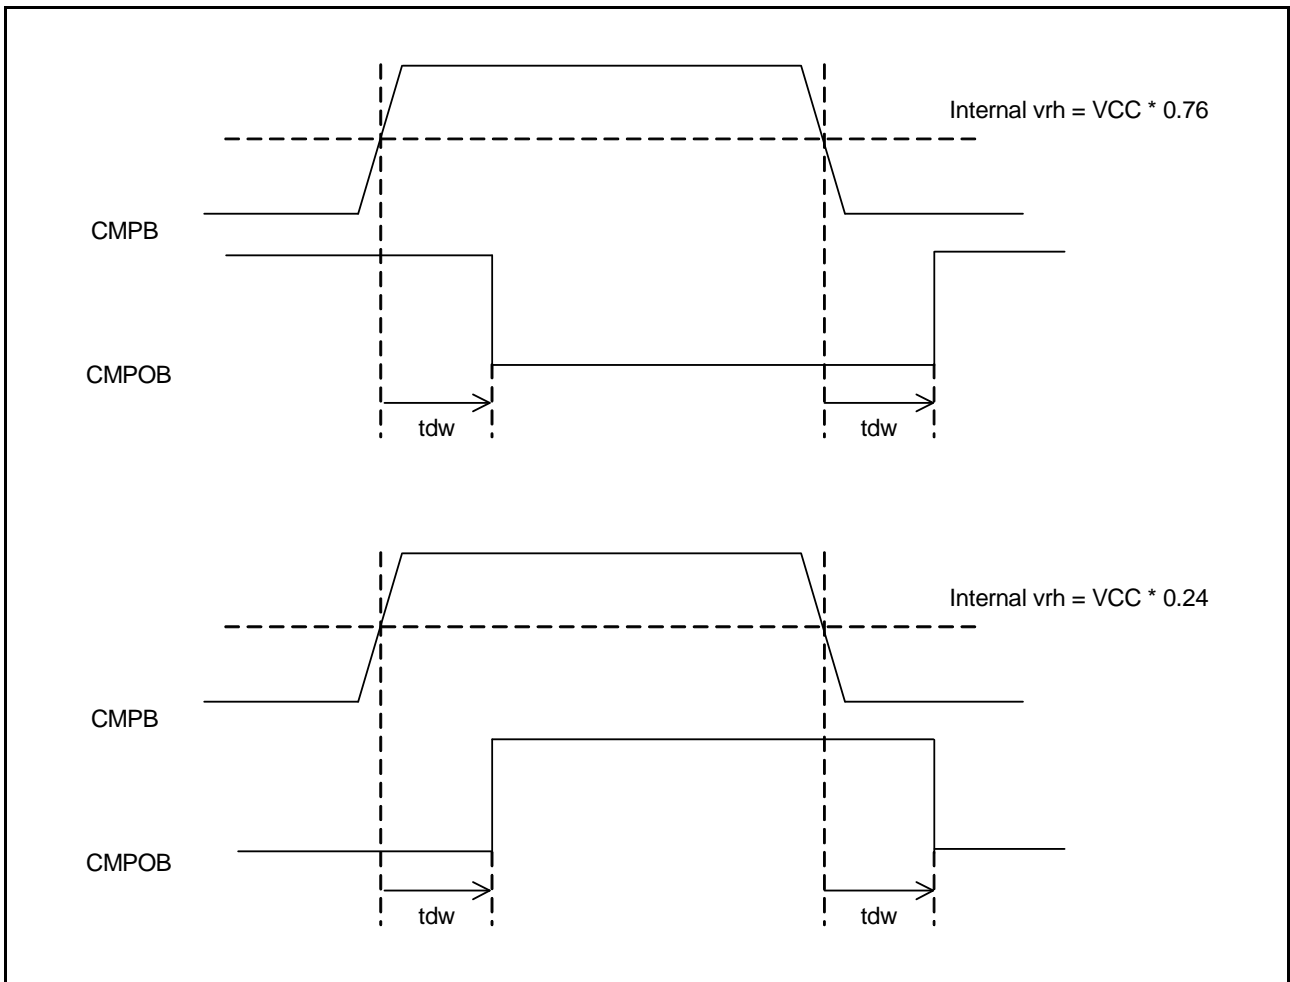 Internal vrh = VCC * 0.76
CMPB
CMPOB
tdw
tdw
Internal vrh = VCC * 0.24
CMPB
CMPOB
tdw
tdw